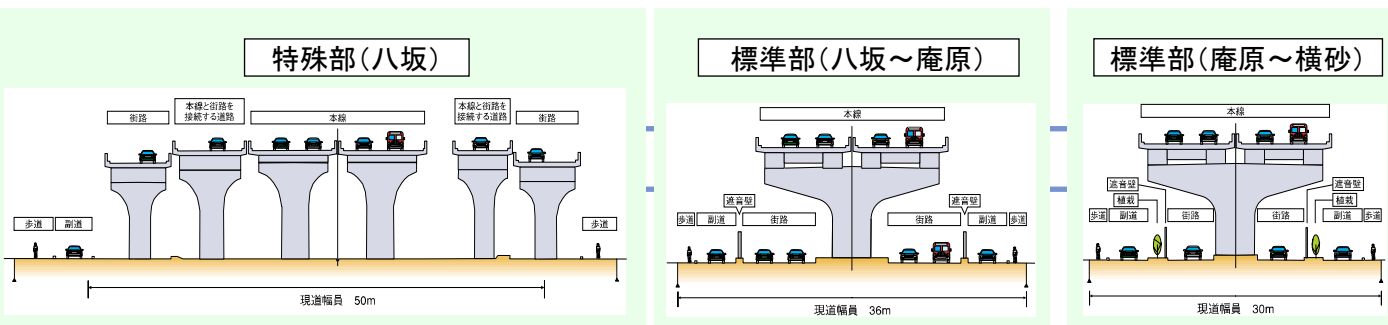 特殊部(八坂)
街路
本線と街路を
接続する道路
本線
本線と街路を
接続する道路
街路
歩道
副道
歩道
現道幅員 50m
標準部(八坂～庵原)
本線
遮音壁
遮音壁
歩道
副道
街路
街路
副道
歩道
現道幅員 36m
標準部(庵原～横砂)
本線
遮音壁
遮音壁
植栽
植栽
歩道
副道
街路
街路
副道
歩道
現道幅員 30m